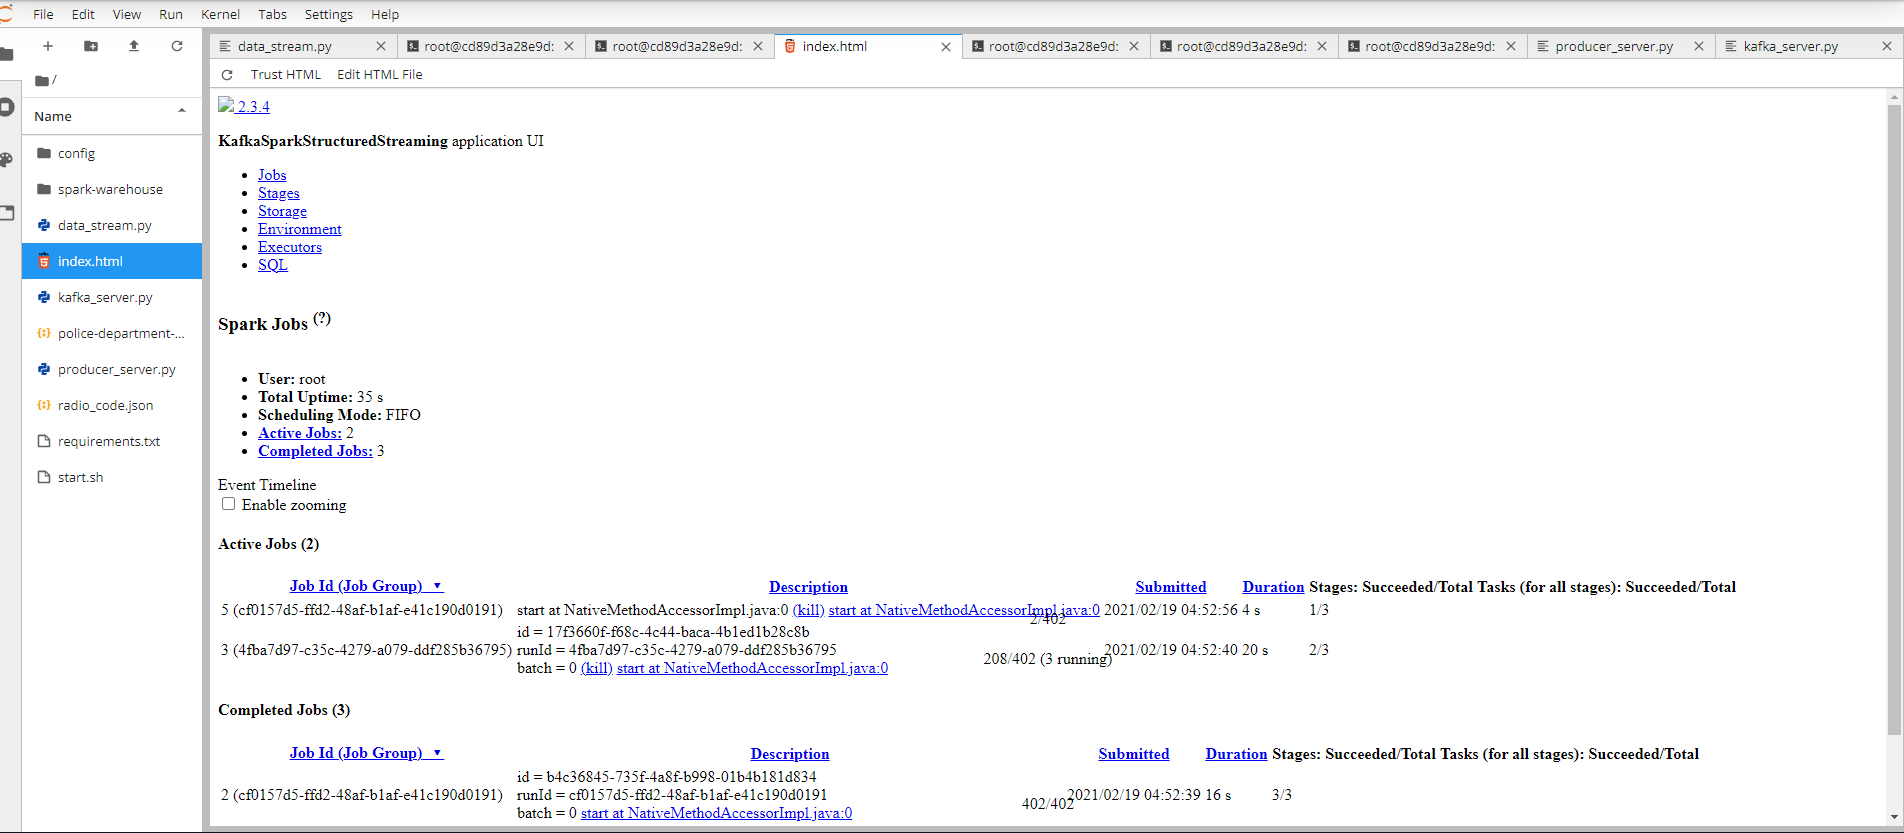 File Edit View Run Kernel Tabs Settings Help
data_stream.py root@cd89d3a28e9d: root@cd89d3a28e9d: index.html root@cd89d3a28e9d: root@cd89d3a28e9d: root@cd89d3a28e9d: producer_server.py kafka_server.py
Trust HTML Edit HTML File
/
Name
config
spark-warehouse
data_stream.py
index.html
kafka_server.py
police-department-...
producer_server.py
radio_code.json
requirements.txt
start.sh
2.3.4
KafkaSparkStructuredStreaming application UI
Jobs
Stages
Storage
Environment
Executors
SQL
Spark Jobs (?)
User: root
Total Uptime: 35 s
Scheduling Mode: FIFO
Active Jobs: 2
Completed Jobs: 3
Event Timeline
Enable zooming
Active Jobs (2)
Job Id (Job Group) ▾ Description Submitted Duration Stages: Succeeded/Total Tasks (for all stages): Succeeded/Total
5 (cf0157d5-ffd2-48af-b1af-e41c190d0191) start at NativeMethodAccessorImpl.java:0 (kill) start at NativeMethodAccessorImpl.java:0 2021/02/19 04:52:56 4 s 1/3
2/402
id = 17f3660f-f68c-4c44-baca-4b1ed1b28c8b
3 (4fba7d97-c35c-4279-a079-ddf285b36795) runId = 4fba7d97-c35c-4279-a079-ddf285b36795 2021/02/19 04:52:40 20 s 2/3
208/402 (3 running)
batch = 0 (kill) start at NativeMethodAccessorImpl.java:0
Completed Jobs (3)
Job Id (Job Group) ▾ Description Submitted Duration Stages: Succeeded/Total Tasks (for all stages): Succeeded/Total
id = b4c36845-735f-4a8f-b998-01b4b181d834
2 (cf0157d5-ffd2-48af-b1af-e41c190d0191) runId = cf0157d5-ffd2-48af-b1af-e41c190d0191 2021/02/19 04:52:39 16 s 3/3
402/402
batch = 0 start at NativeMethodAccessorImpl.java:0